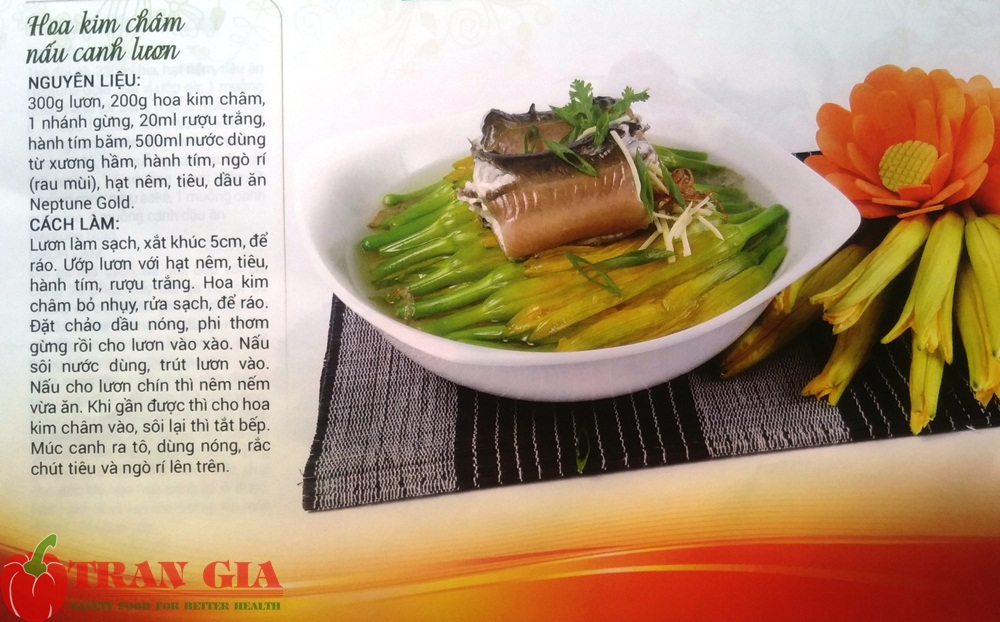 Hoa kim châm
nấu canh lươn
NGUYÊN LIỆU:
300g lươn, 200g hoa kim châm,
1 nhánh gừng, 20ml rượu trắng,
hành tím băm, 500ml nước dùng
từ xương hầm, hành tím, ngò rí
(rau mùi), hạt nêm, tiêu, dầu ăn
Neptune Gold.
CÁCH LÀM:
Lươn làm sạch, xắt khúc 5cm, để
ráo. Ướp lươn với hạt nêm, tiêu,
hành tím, rượu trắng. Hoa kim
châm bỏ nhụy, rửa sạch, để ráo.
Đặt chảo dầu nóng, phi thơm
gừng rồi cho lươn vào xào. Nấu
sôi nước dùng, trút lươn vào.
Nấu cho lươn chín thì nêm nếm
vừa ăn. Khi gần được thì cho hoa
kim châm vào, sôi lại thì tắt bếp.
Múc canh ra tô, dùng nóng, rắc
chút tiêu và ngò rí lên trên.
TRAN GIA
FOOD FOR BETTER HEALTH